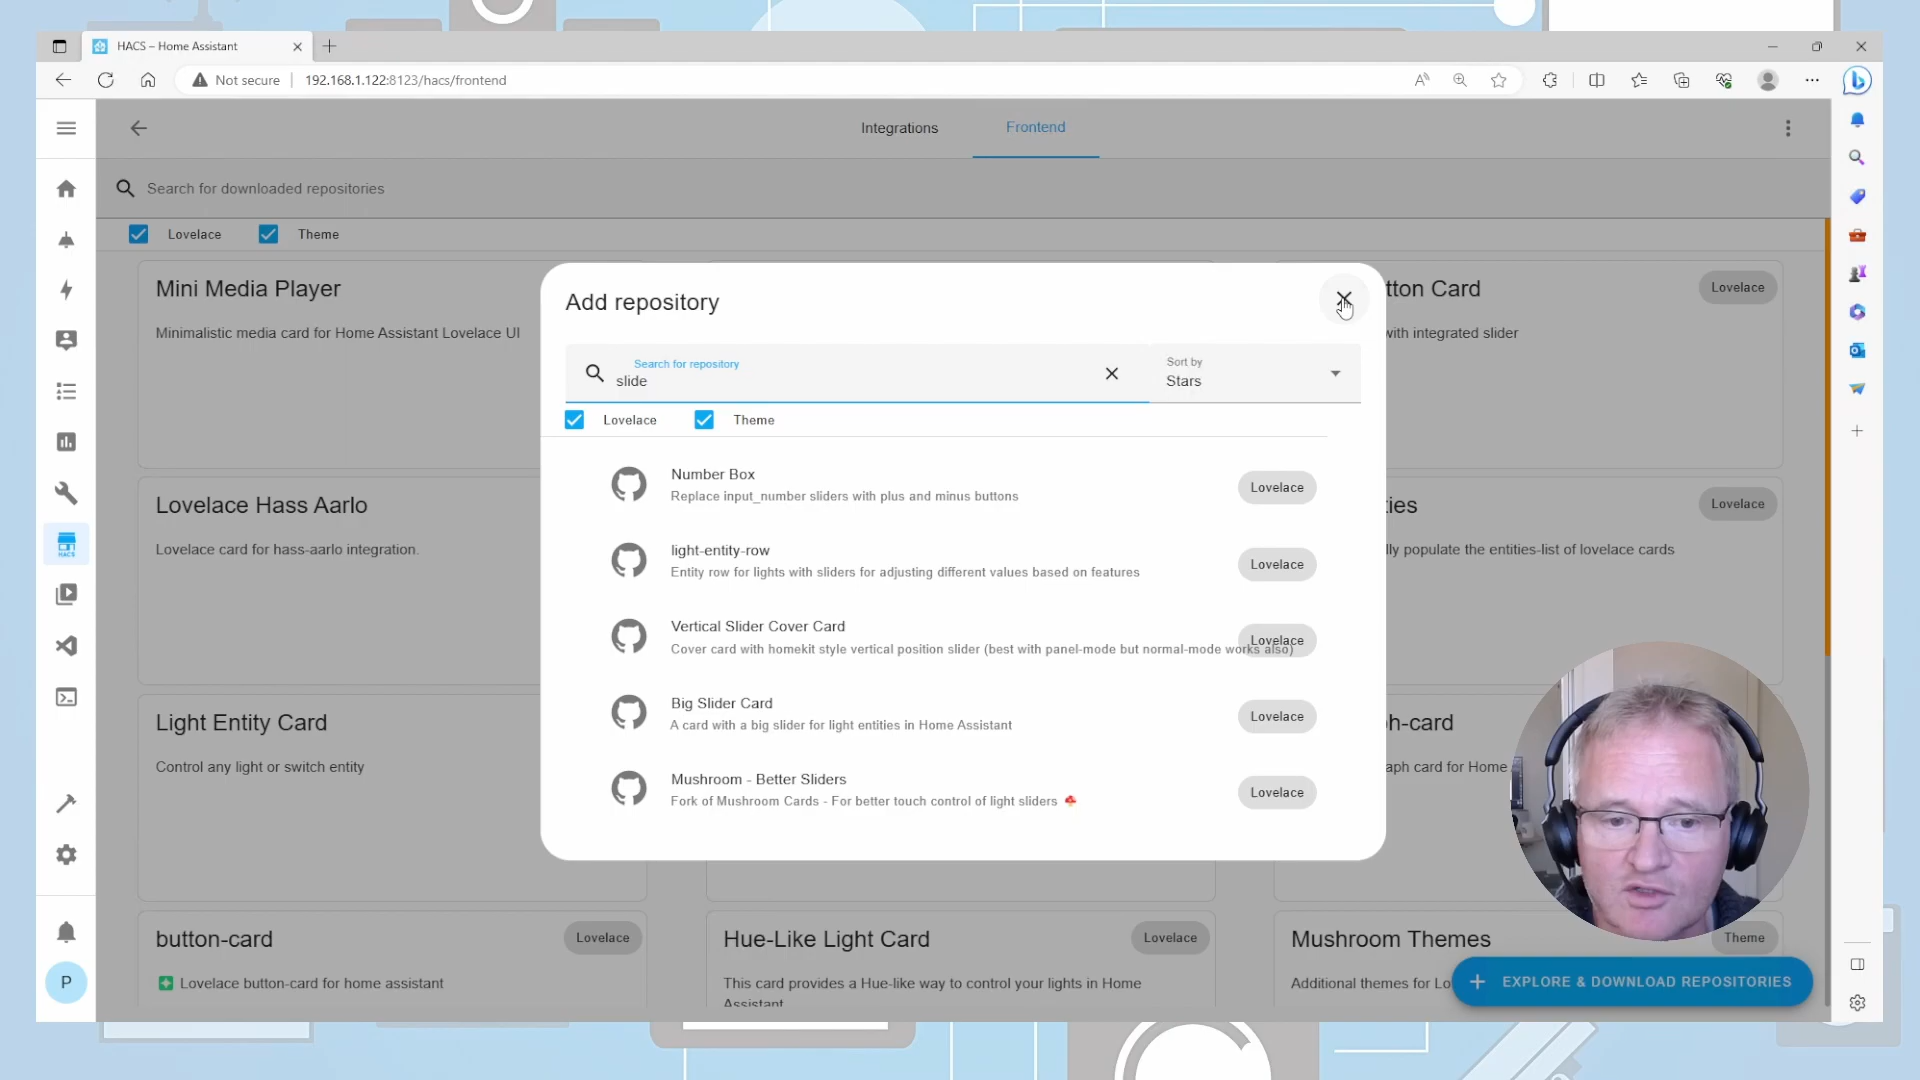 HACS – Home Assistant
Not secure
192.168.1.122:8123/hacs/frontend
Integrations
Frontend
Search for downloaded repositories
Lovelace
Theme
Mini Media Player
Minimalistic media card for Home Assistant Lovelace UI
tton Card
Lovelace
with integrated slider
Add repository
Search for repository
slide
Sort by
Stars
Lovelace
Theme
Number Box
Replace input_number sliders with plus and minus buttons
Lovelace
light-entity-row
Entity row for lights with sliders for adjusting different values based on features
Lovelace
Vertical Slider Cover Card
Cover card with homekit style vertical position slider (best with panel-mode but normal-mode works also)
Lovelace
Big Slider Card
A card with a big slider for light entities in Home Assistant
Lovelace
Mushroom - Better Sliders
Fork of Mushroom Cards - For better touch control of light sliders
Lovelace
Lovelace Hass Aarlo
Lovelace card for hass-aarlo integration.
ties
Lovelace
lly populate the entities-list of lovelace cards
HACS
Light Entity Card
Control any light or switch entity
h-card
aph card for Home
button-card
Lovelace
Lovelace button-card for home assistant
Hue-Like Light Card
Lovelace
This card provides a Hue-like way to control your lights in Home
Assistant
Mushroom Themes
Theme
Additional themes for Lo
P
EXPLORE & DOWNLOAD REPOSITORIES